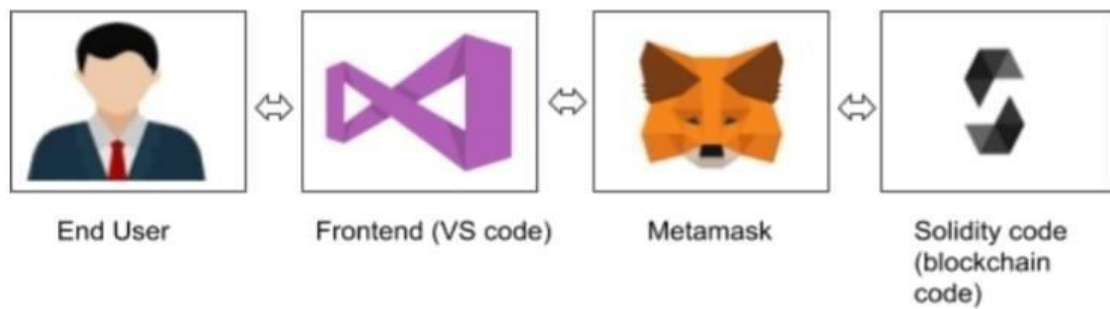 End User
Frontend (VS code)
Metamask
Solidity code
(blockchain
code)